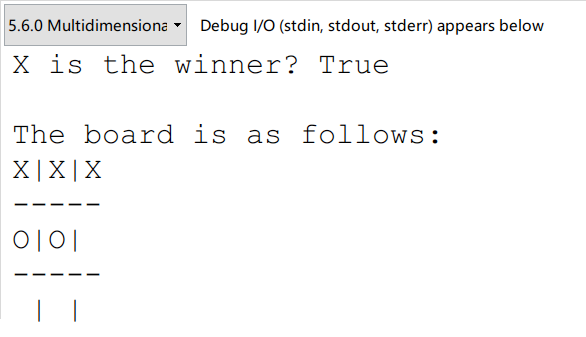 5.6.0 Multidimensiona Debug I/O (stdin, stdout, stderr) appears below
X is the winner? True
The board is as follows:
X|X|X
-----
O|O|
-----
 | |